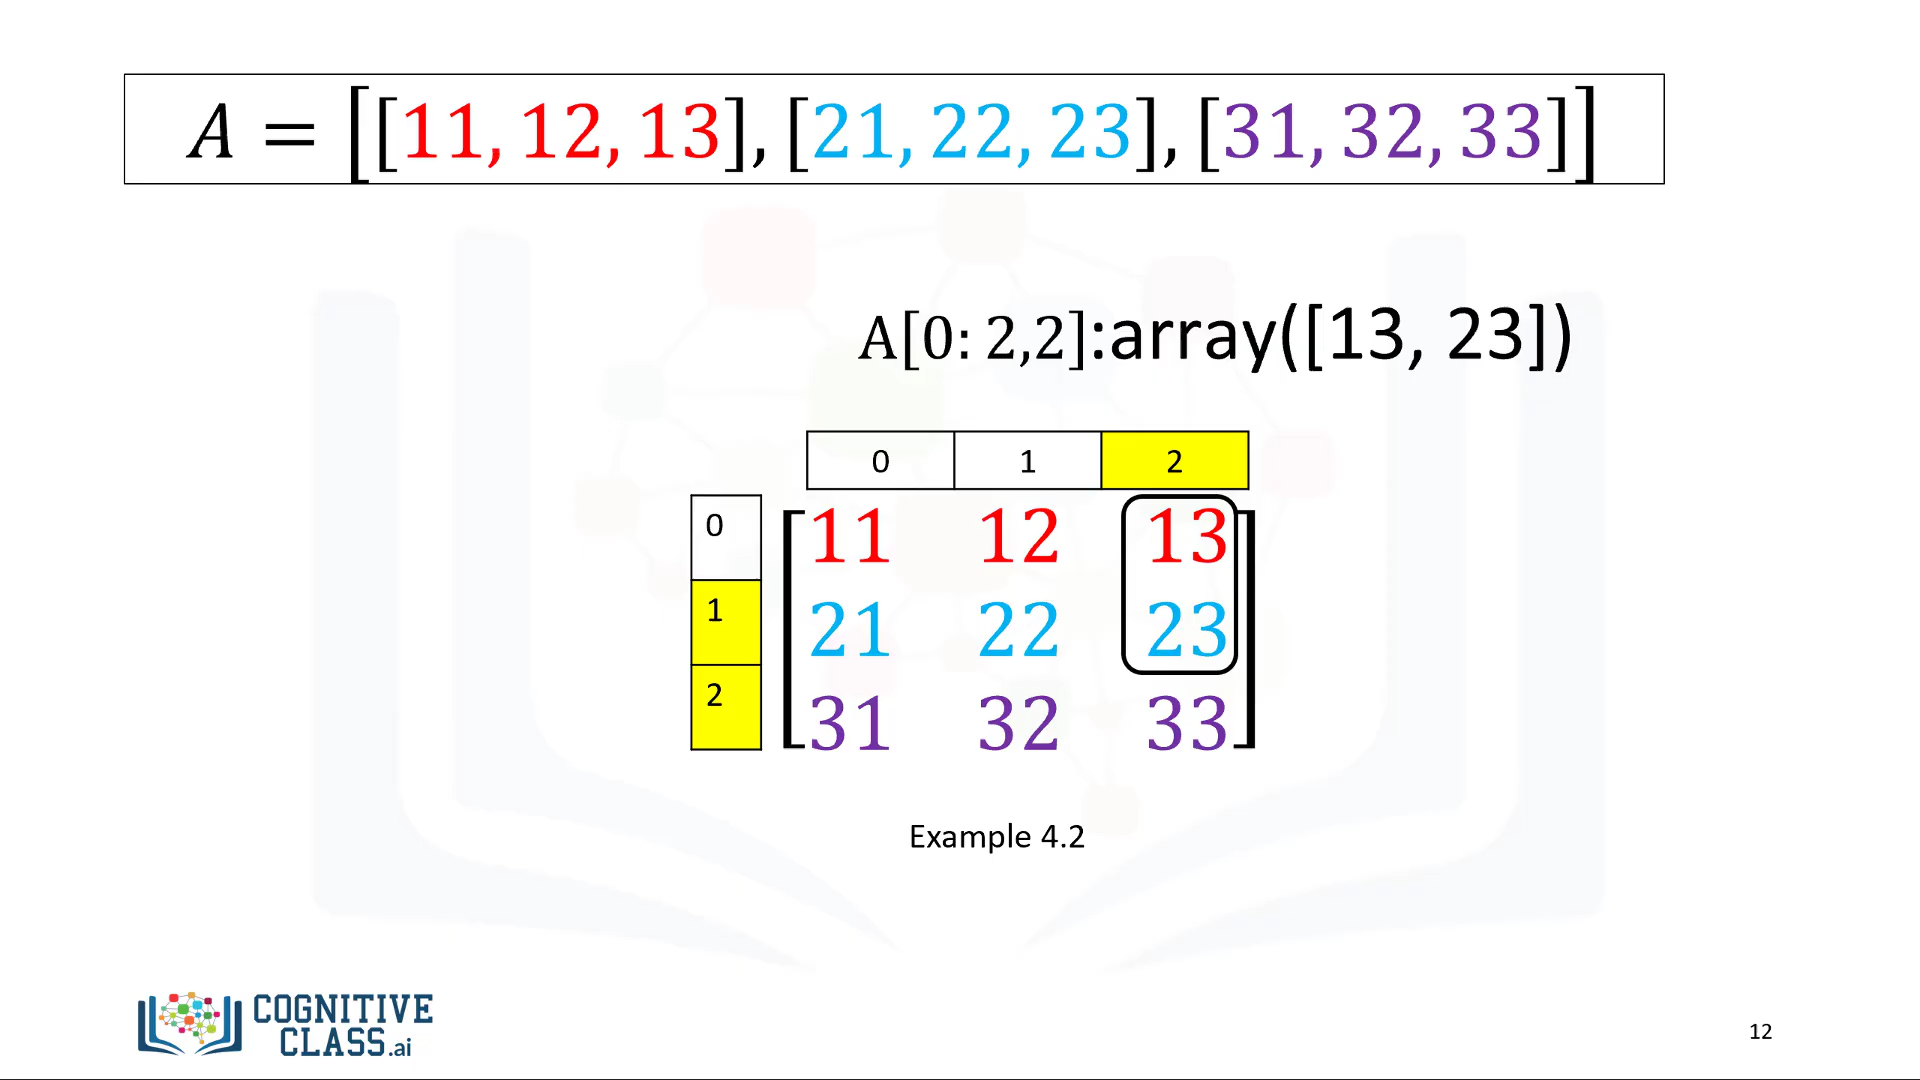 A = [[11, 12, 13], [21, 22, 23], [31, 32, 33]]
A[0: 2,2]:array([13, 23])
0 1 2
0 11 12 13
1 21 22 23
2 31 32 33
Example 4.2
COGNITIVE
CLASS.ai
12